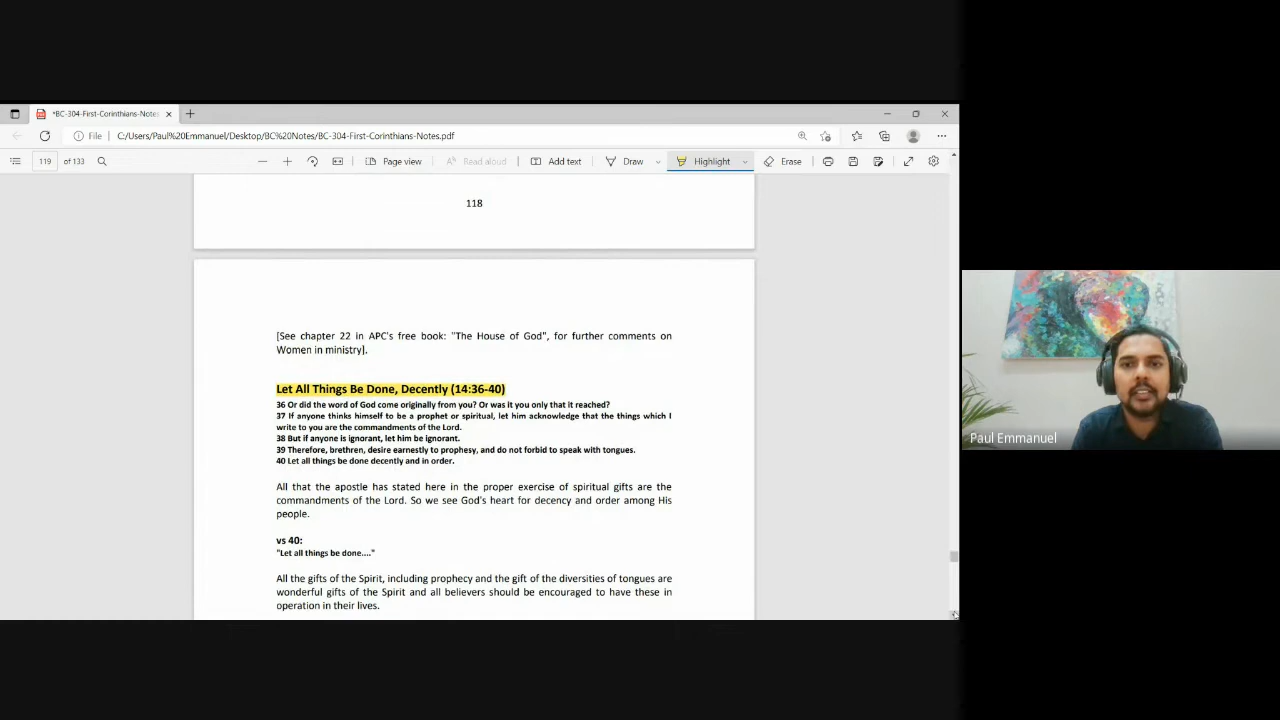 *BC-304-First-Corinthians-Notes
File
C:/Users/Paul%20Emmanuel/Desktop/BC%20Notes/BC-304-First-Corinthians-Notes.pdf
119 of 133
Page view
Read aloud
Add text
Draw
Highlight
Erase
118
[See chapter 22 in APC's free book: "The House of God", for further comments on
Women in ministry].
Let All Things Be Done, Decently (14:36-40)
36 Or did the word of God come originally from you? Or was it you only that it reached?
37 If anyone thinks himself to be a prophet or spiritual, let him acknowledge that the things which I
write to you are the commandments of the Lord.
38 But if anyone is ignorant, let him be ignorant.
39 Therefore, brethren, desire earnestly to prophesy, and do not forbid to speak with tongues.
40 Let all things be done decently and in order.
All that the apostle has stated here in the proper exercise of spiritual gifts are the
commandments of the Lord. So we see God's heart for decency and order among His
people.
vs 40:
"Let all things be done...."
All the gifts of the Spirit, including prophecy and the gift of the diversities of tongues are
wonderful gifts of the Spirit and all believers should be encouraged to have these in
operation in their lives.
Paul Emmanuel